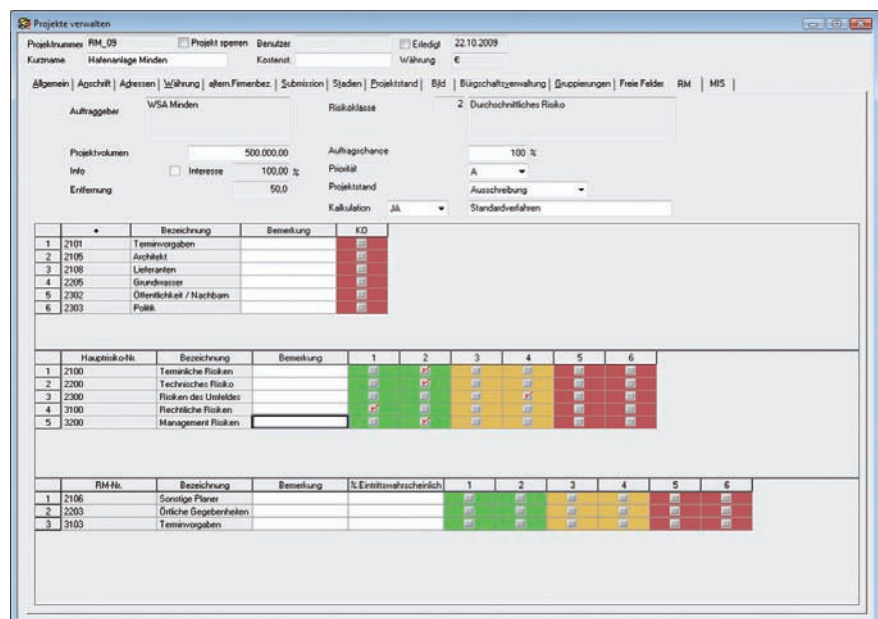 Projekte verwalten
Projektnummer RM_09 Projekt sperren Benutzer Erledigt 22.10.2009
Kurzname Hafenanlage Minden Kostenst. Währung €
Allgemein | Anschrift | Adressen | Währung | altern.Firmenbez. | Submission | Sladen | Projektstand | Bild | Bürgschaftsverwaltung | Gruppierungen | Freie Felder RM | MIS |
Auftraggeber WSA Minden Risikoklasse 2 Durchschnittliches Risiko
Projektvolumen 500.000,00 Auftragschance 100 %
Info Interesse 100,00 % Priorität A
Entfernung 50,0 Projektstand Ausschreibung
Kalkulation JA Standardverfahren
+ Bezeichnung Bemerkung KO
1 2101 Terminvorgaben
2 2105 Architekt
3 2108 Lieferanten
4 2205 Grundwasser
5 2302 Öffentlichkeit / Nachbarn
6 2303 Politik
Hauptrisiko-Nr. Bezeichnung Bemerkung 1 2 3 4 5 6
1 2100 Terminliche Risiken
2 2200 Technisches Risiko
3 2300 Risiken des Umfeldes
4 3100 Rechtliche Risiken
5 3200 Management Risiken
RM-Nr. Bezeichnung Bemerkung %.Eintrittswahrscheinlich 1 2 3 4 5 6
1 2106 Sonstige Planer
2 2203 Örtliche Gegebenheiten
3 3103 Terminvorgaben